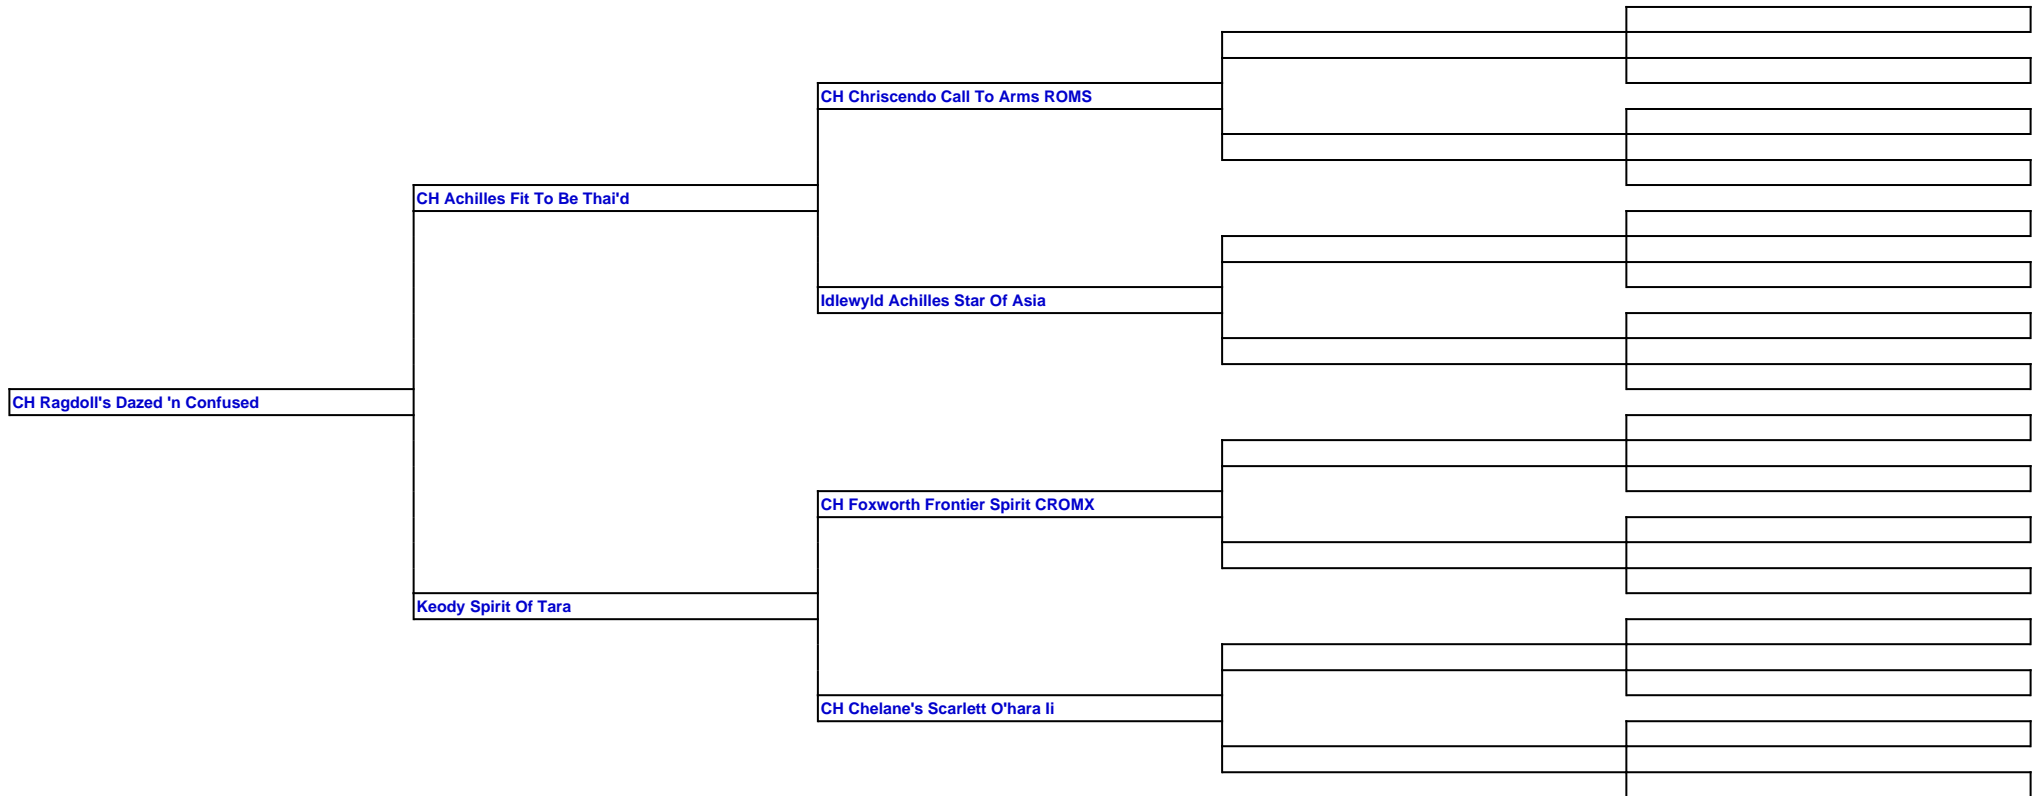 CH Chriscendo Call To Arms ROMS
CH Achilles Fit To Be Thai'd
Idlewyld Achilles Star Of Asia
CH Ragdoll's Dazed 'n Confused
CH Foxworth Frontier Spirit CROMX
Keody Spirit Of Tara
CH Chelane's Scarlett O'hara Ii